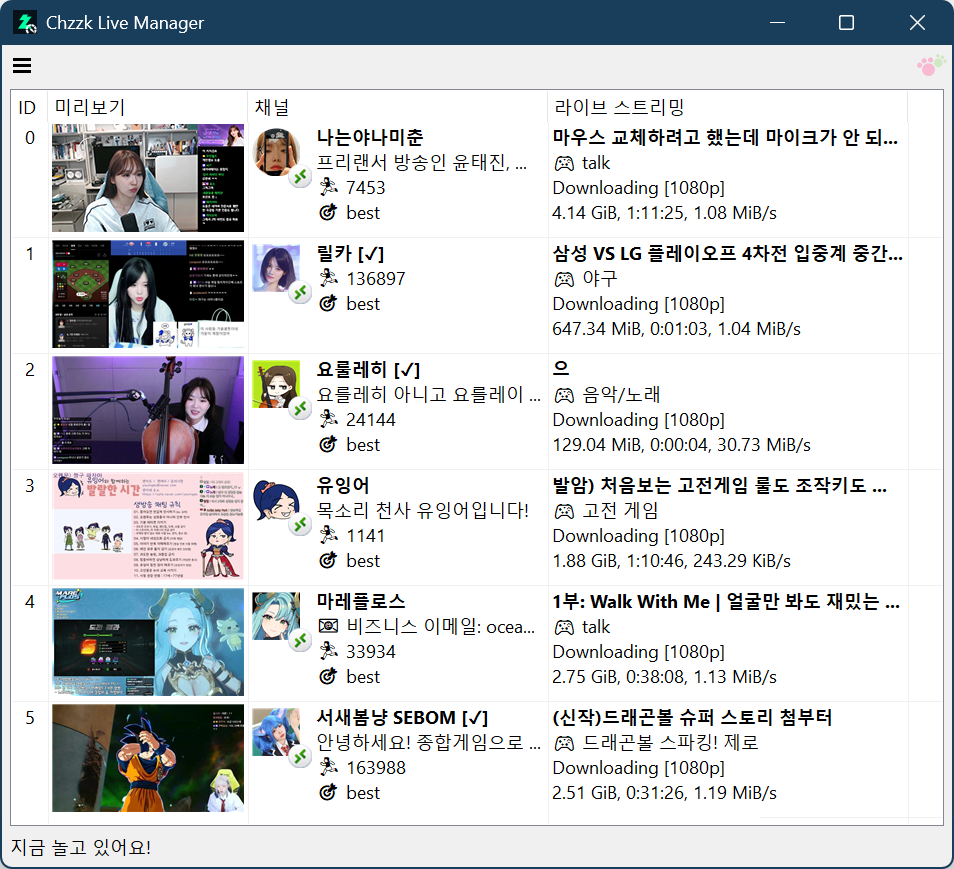 Chzzk Live Manager
ID 미리보기 채널 라이브 스트리밍
0
나는야나미춘
프리랜서 방송인 윤태진, ...
7453
best
마우스 교체하려고 했는데 마이크가 안 되...
talk
Downloading [1080p]
4.14 GiB, 1:11:25, 1.08 MiB/s
1
릴카 [✓]
136897
best
삼성 VS LG 플레이오프 4차전 입중계 중간...
야구
Downloading [1080p]
647.34 MiB, 0:01:03, 1.04 MiB/s
2
요룰레히 [✓]
요를레히 아니고 요룰레이 ...
24144
best
으
음악/노래
Downloading [1080p]
129.04 MiB, 0:00:04, 30.73 MiB/s
3
발랄한 시간
생방송 채팅 규칙
유잉어
목소리 천사 유잉어입니다!
1141
best
발암) 처음보는 고전게임 룰도 조작키도 ...
고전 게임
Downloading [1080p]
1.88 GiB, 1:10:46, 243.29 KiB/s
4
마레플로스
비즈니스 이메일: ocea...
33934
best
1부: Walk With Me | 얼굴만 봐도 재밌는 ...
talk
Downloading [1080p]
2.75 GiB, 0:38:08, 1.13 MiB/s
5
서새봄냥 SEBOM [✓]
안녕하세요! 종합게임으로 ...
163988
best
(신작)드래곤볼 슈퍼 스토리 첨부터
드래곤볼 스파킹! 제로
Downloading [1080p]
2.51 GiB, 0:31:26, 1.19 MiB/s
지금 놀고 있어요!